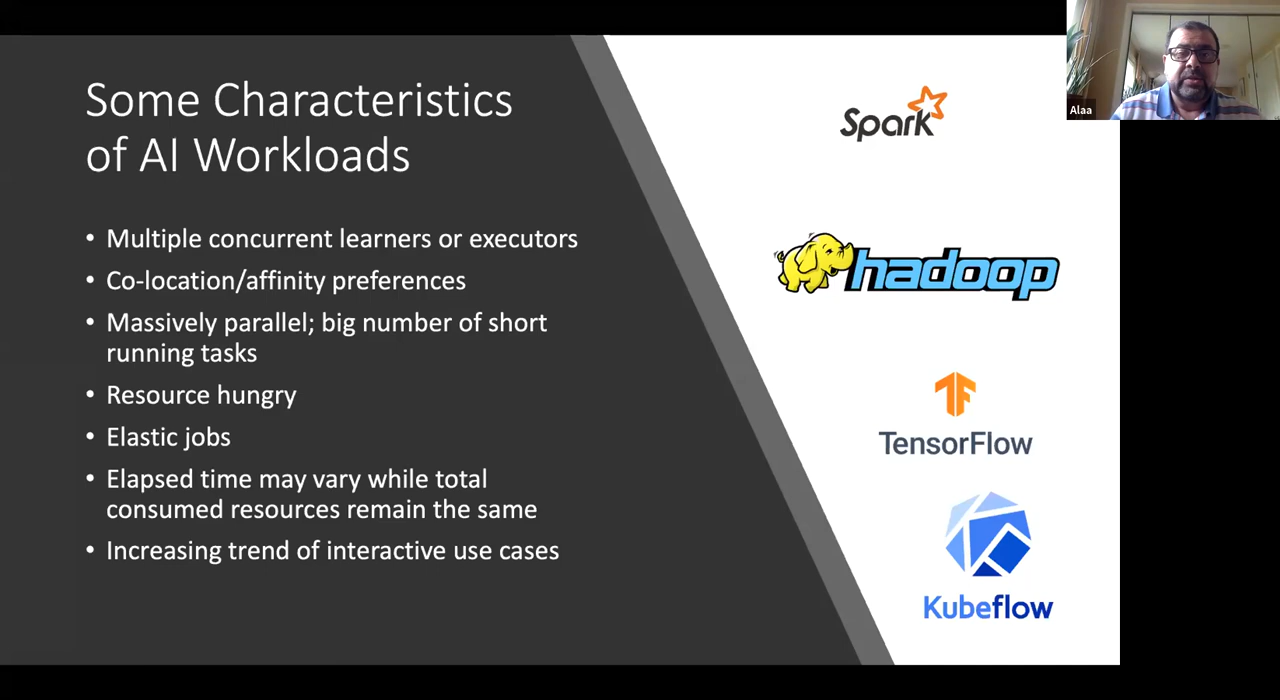 Some Characteristics
of AI Workloads
• Multiple concurrent learners or executors
• Co-location/affinity preferences
• Massively parallel; big number of short
running tasks
• Resource hungry
• Elastic jobs
• Elapsed time may vary while total
consumed resources remain the same
• Increasing trend of interactive use cases
Spark
hadoop
TensorFlow
Kubeflow
Alaa